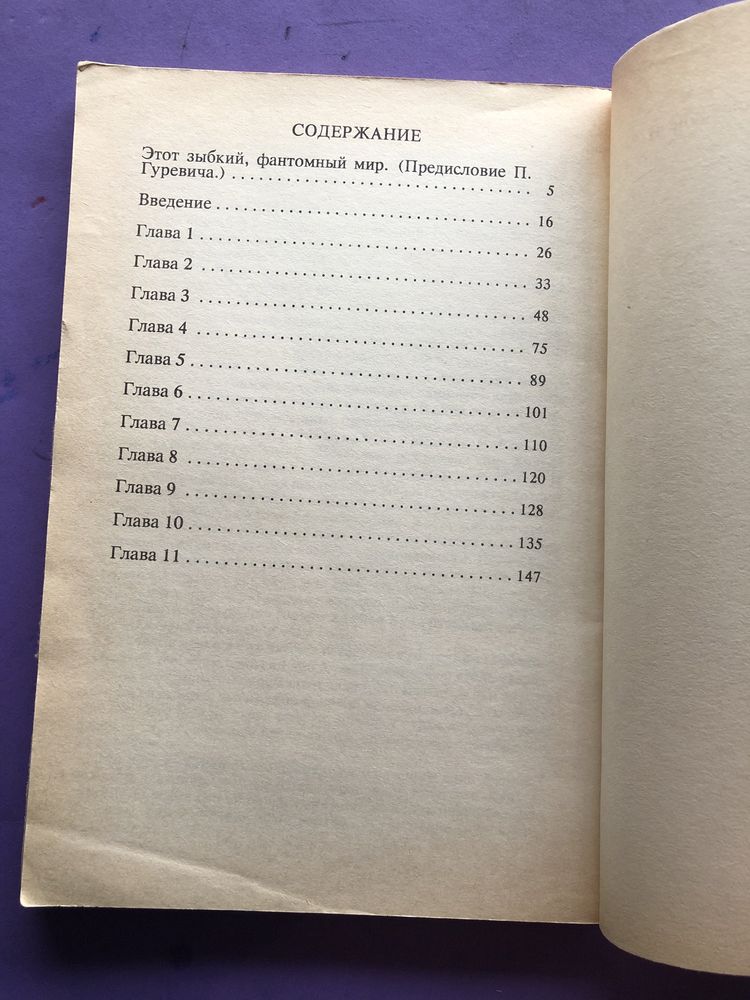 СОДЕРЖАНИЕ
Этот зыбкий, фантомный мир. (Предисловие П.
Гуревича.) . . . . . . . . . . . . . . . . . . . . . . . . . . . . . . 5
Введение . . . . . . . . . . . . . . . . . . . . . . . . . . . . . . 16
Глава 1 . . . . . . . . . . . . . . . . . . . . . . . . . . . . . . 26
Глава 2 . . . . . . . . . . . . . . . . . . . . . . . . . . . . . . 33
Глава 3 . . . . . . . . . . . . . . . . . . . . . . . . . . . . . . 48
Глава 4 . . . . . . . . . . . . . . . . . . . . . . . . . . . . . . 75
Глава 5 . . . . . . . . . . . . . . . . . . . . . . . . . . . . . . 89
Глава 6 . . . . . . . . . . . . . . . . . . . . . . . . . . . . . . 101
Глава 7 . . . . . . . . . . . . . . . . . . . . . . . . . . . . . . 110
Глава 8 . . . . . . . . . . . . . . . . . . . . . . . . . . . . . . 120
Глава 9 . . . . . . . . . . . . . . . . . . . . . . . . . . . . . . 128
Глава 10 . . . . . . . . . . . . . . . . . . . . . . . . . . . . . . 135
Глава 11 . . . . . . . . . . . . . . . . . . . . . . . . . . . . . . 147